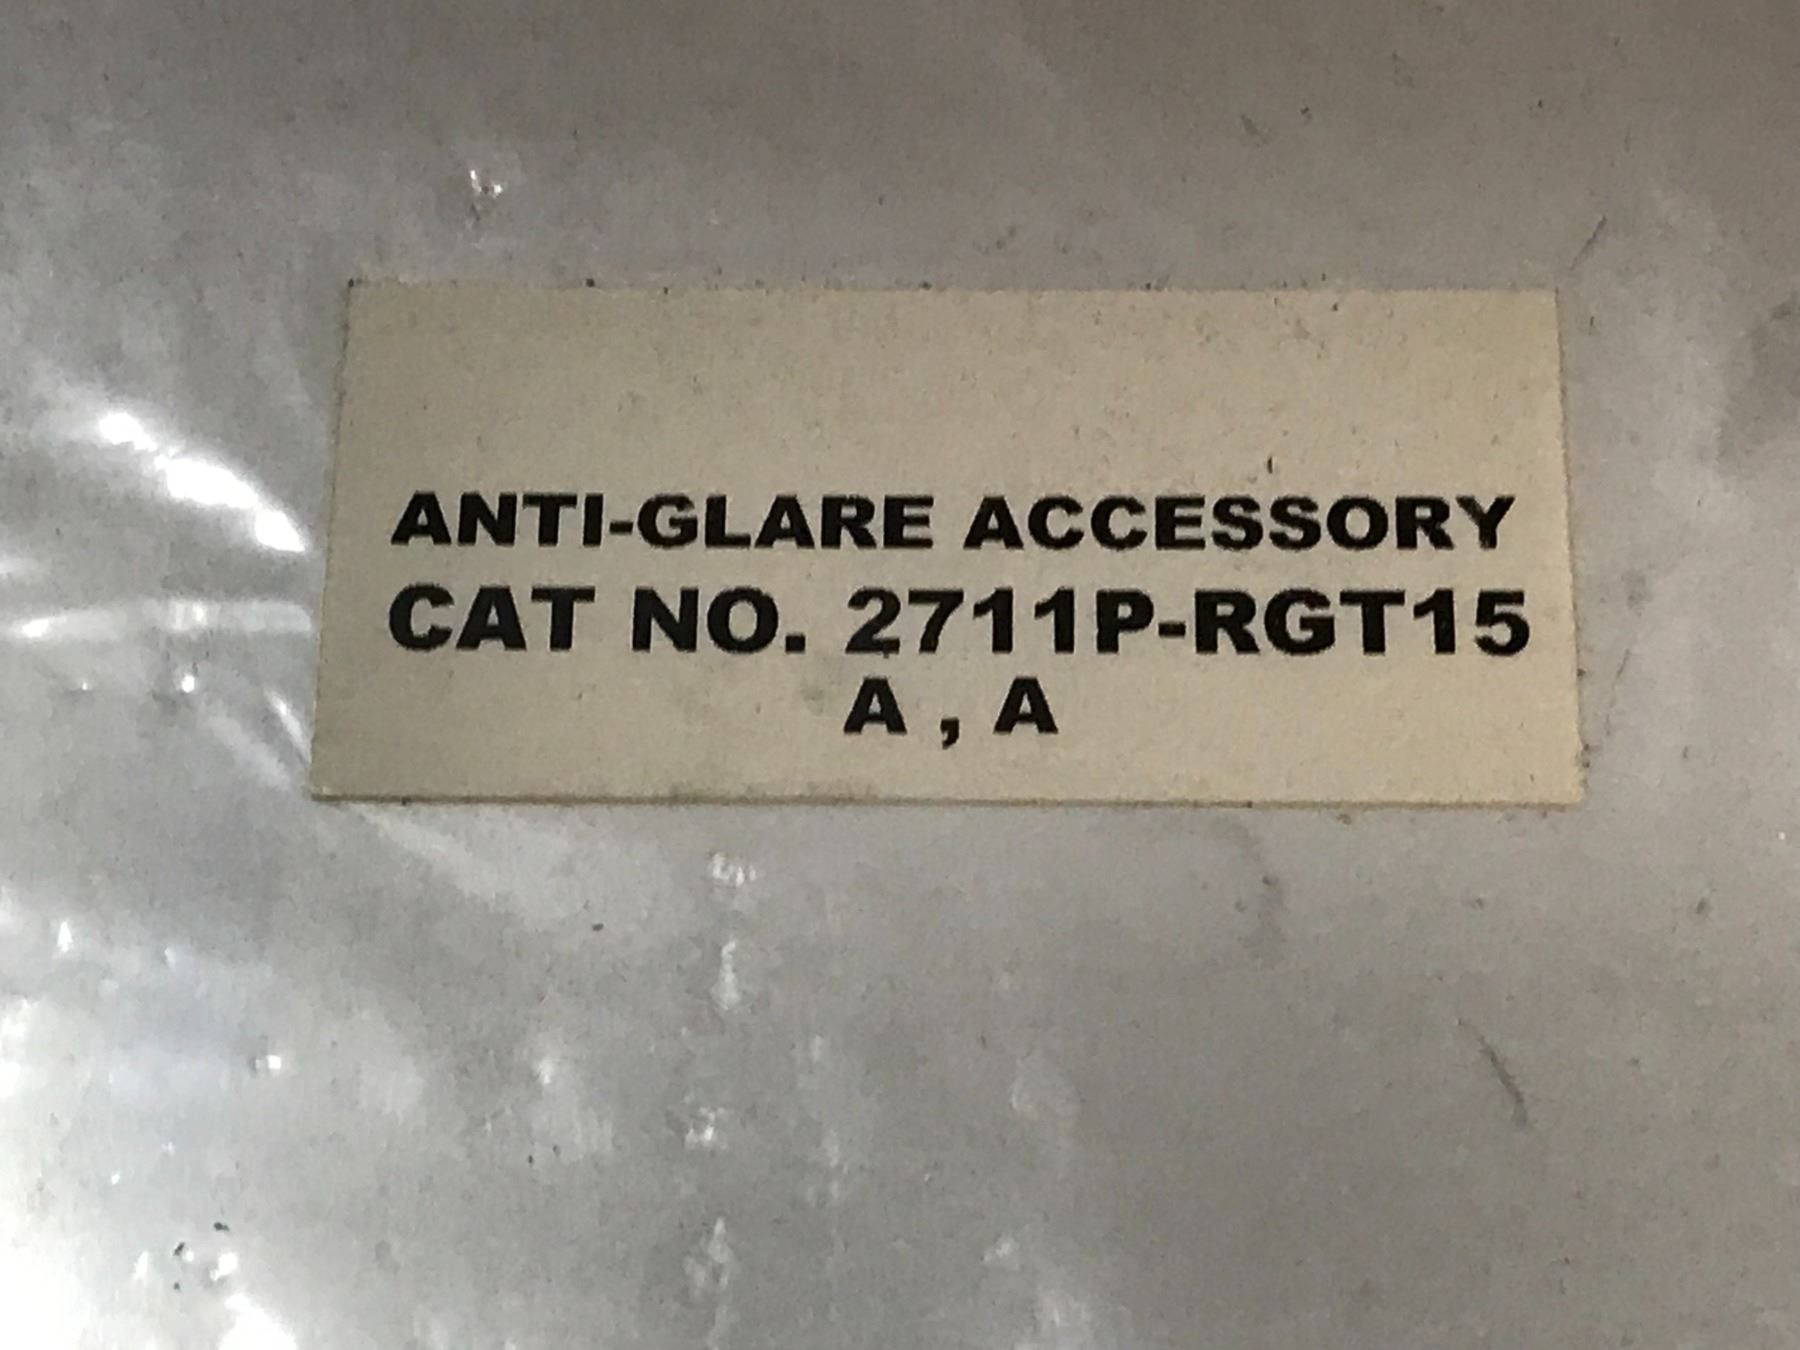 ANTI-GLARE ACCESSORY
CAT NO. 2711P-RGT15
A , A